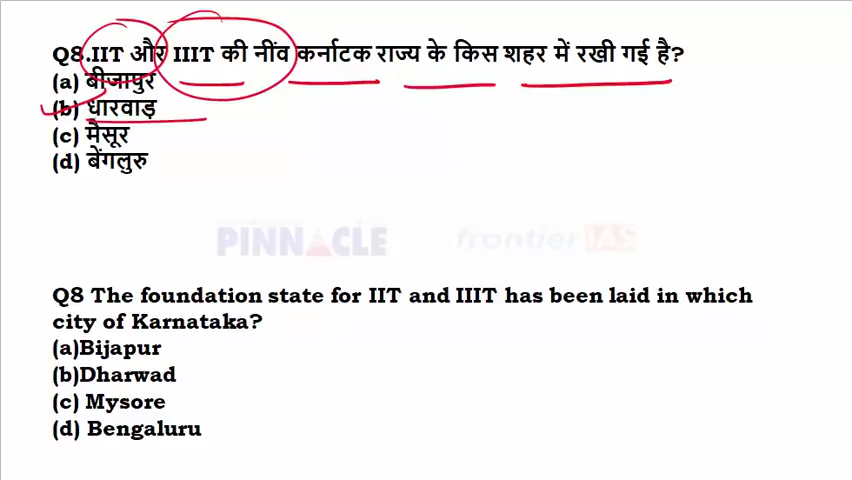 Q8.IIT और IIIT की नींव कर्नाटक राज्य के किस शहर में रखी गई है?
(a) बीजापुर
(b) धारवाड़
(c) मैसूर
(d) बेंगलुरु
PINNACLE frontier IAS
Q8 The foundation state for IIT and IIIT has been laid in which
city of Karnataka?
(a)Bijapur
(b)Dharwad
(c) Mysore
(d) Bengaluru